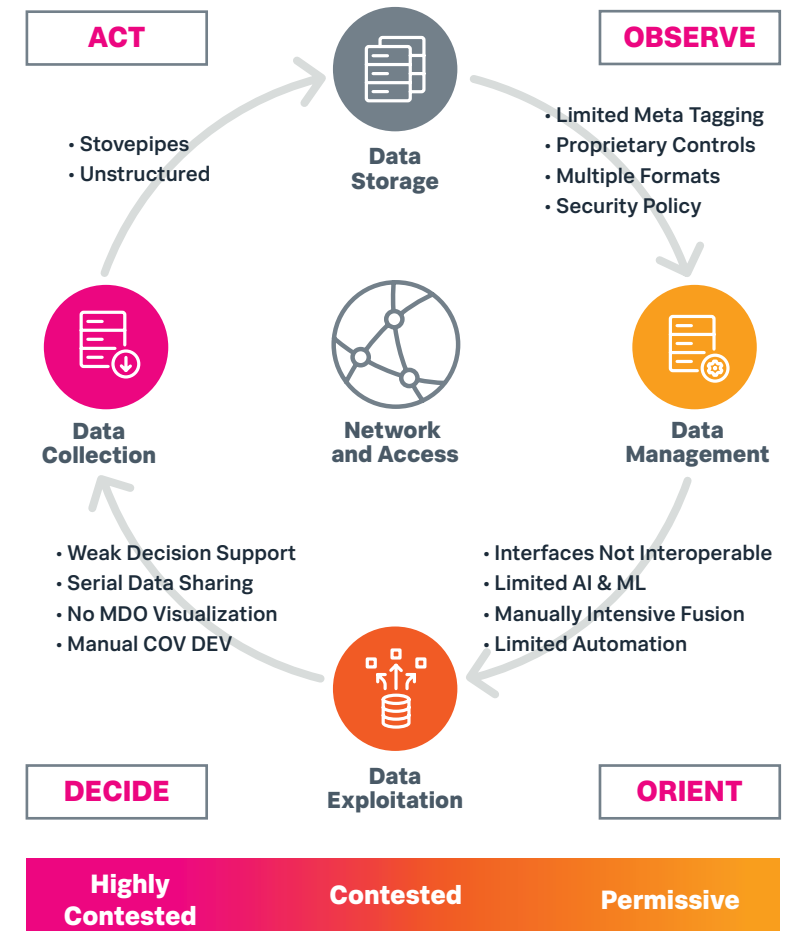 ACT
OBSERVE
• Stovepipes
• Unstructured
Data
Storage
• Limited Meta Tagging
• Proprietary Controls
• Multiple Formats
• Security Policy
Data
Collection
Network
and Access
Data
Management
• Weak Decision Support
• Serial Data Sharing
• No MDO Visualization
• Manual COV DEV
• Interfaces Not Interoperable
• Limited AI & ML
• Manually Intensive Fusion
• Limited Automation
DECIDE
Data
Exploitation
ORIENT
Highly
Contested
Contested
Permissive